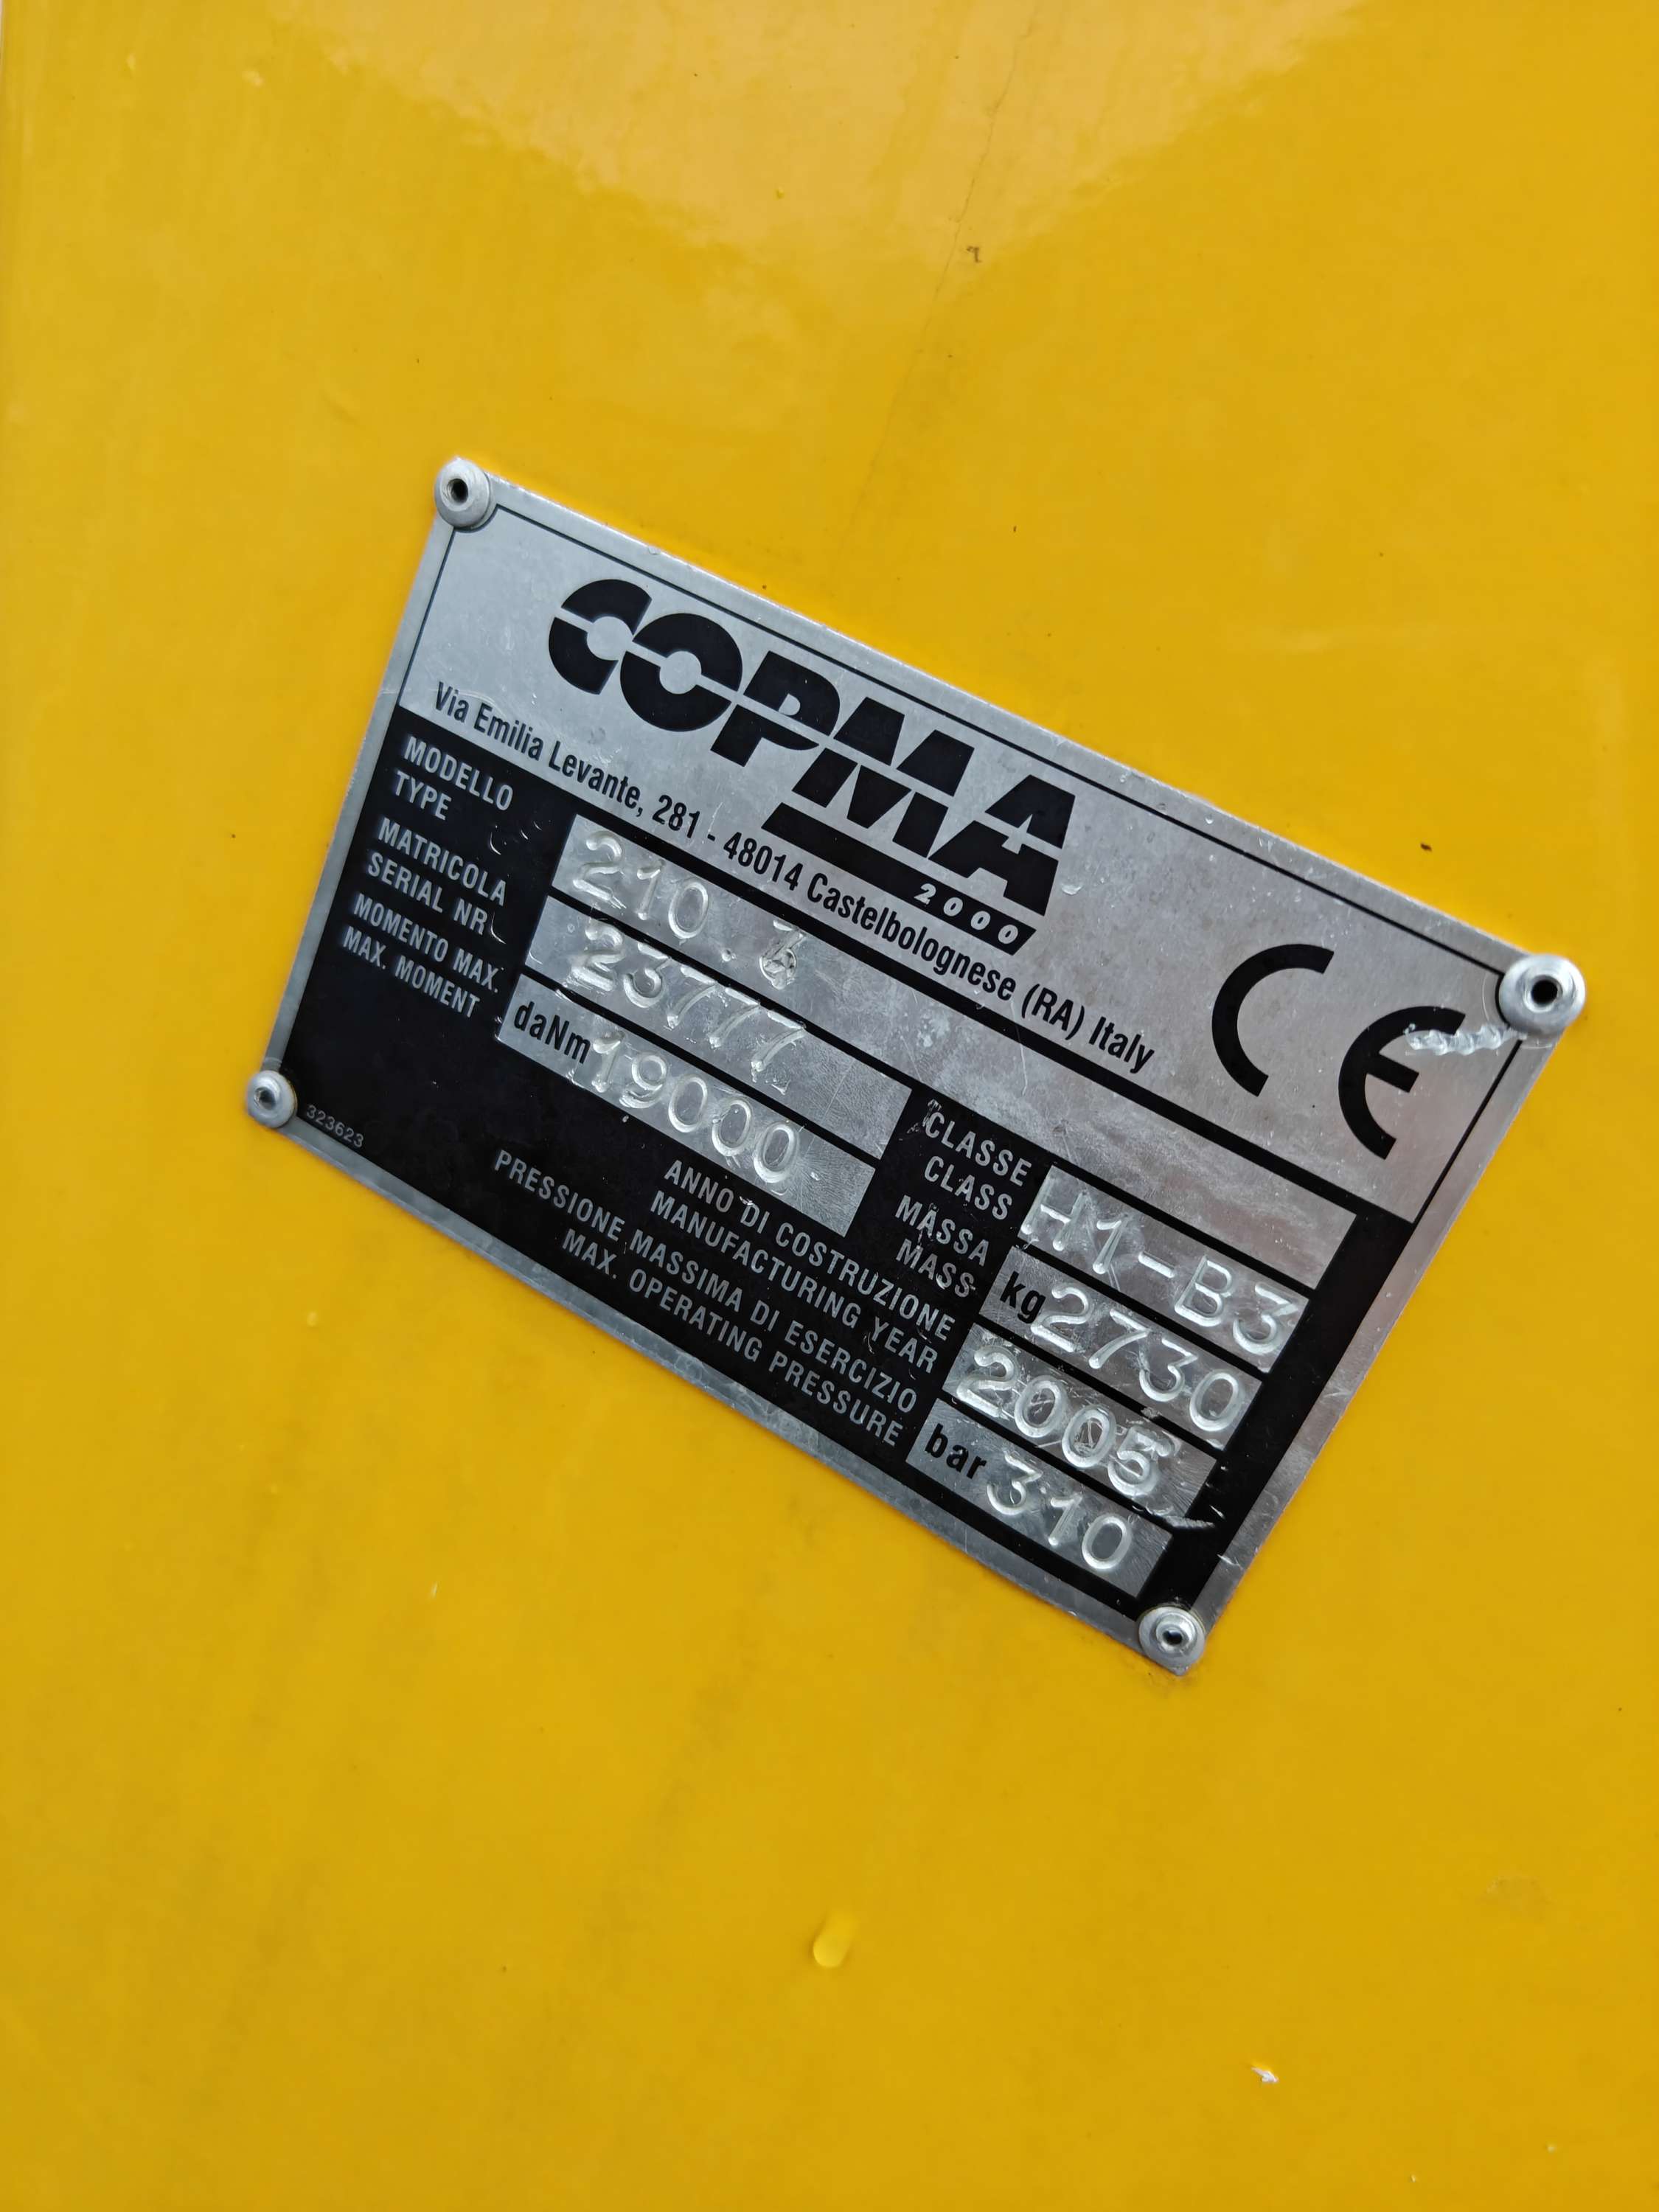 COPMA
2000
Via Emilia Levante, 281 - 48014 Castelbolognese (RA) Italy
CE
MODELLO
TYPE
210.
MATRICOLA
SERIAL NR.
23777
MOMENTO MAX.
MAX. MOMENT
daNm 19000
CLASSE
CLASS
H1-B3
MASSA
MASS
kg 2730
ANNO DI COSTRUZIONE
MANUFACTURING YEAR
2005
PRESSIONE MASSIMA DI ESERCIZIO
MAX. OPERATING PRESSURE
bar 310
323623